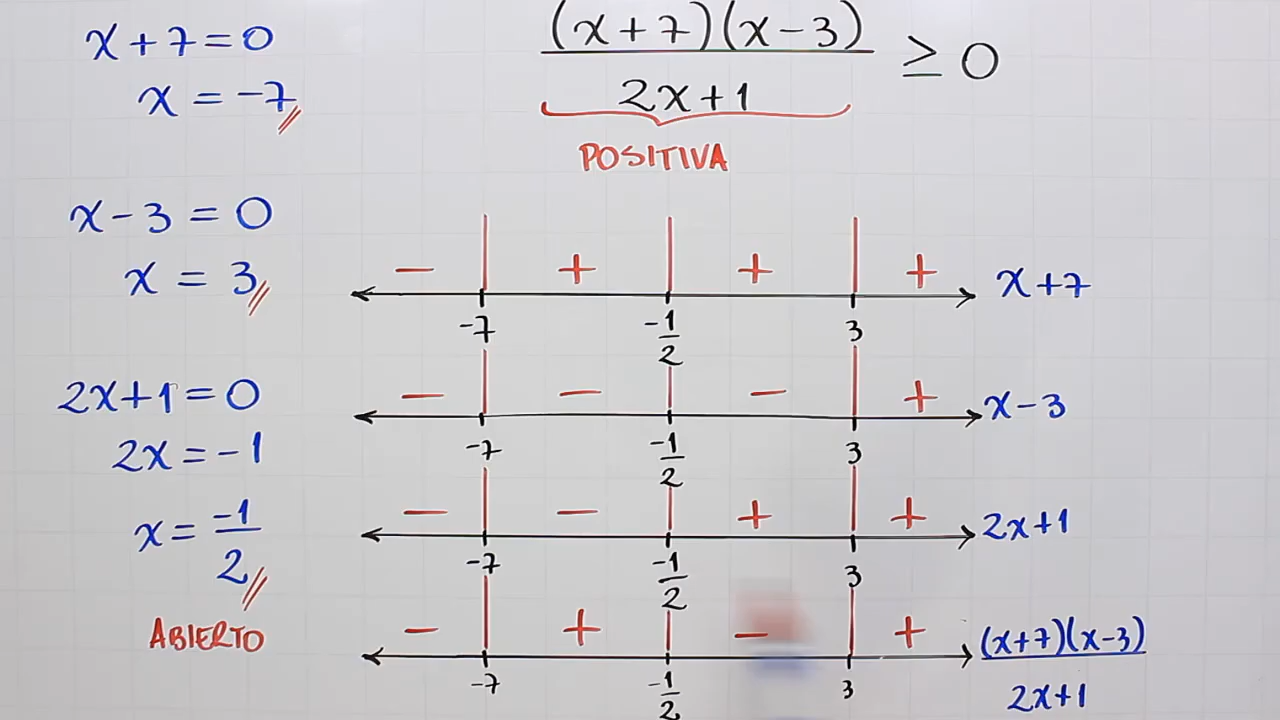 x+7=0
x = -7
(x+7)(x-3)
2x+1
≥ 0
POSITIVA
x-3 = 0
x = 3
- + + +
x+7
-7 -1/2 3
2x+1=0
2x=-1
x = -1/2
ABIERTO
- - - +
x-3
-7 -1/2 3
- - + +
2x+1
-7 -1/2 3
- + - +
(x+7)(x-3)
2x+1
-7 -1/2 3